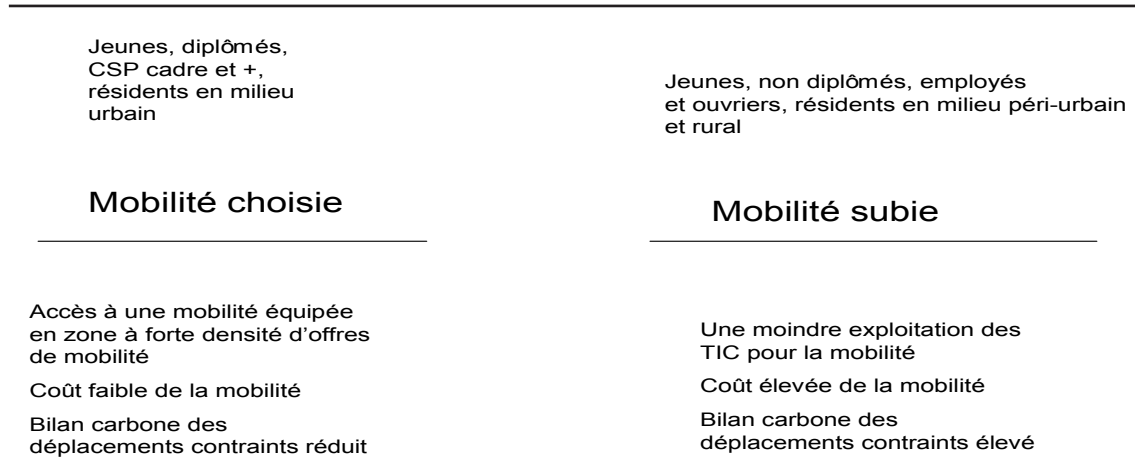 Jeunes, diplômés,
CSP cadre et +,
résidents en milieu
urbain
Mobilité choisie
Accès à une mobilité équipée
en zone à forte densité d'offres
de mobilité
Coût faible de la mobilité
Bilan carbone des
déplacements contraints réduit
Jeunes, non diplômés, employés
et ouvriers, résidents en milieu péri-urbain
et rural
Mobilité subie
Une moindre exploitation des
TIC pour la mobilité
Coût élevée de la mobilité
Bilan carbone des
déplacements contraints élevé